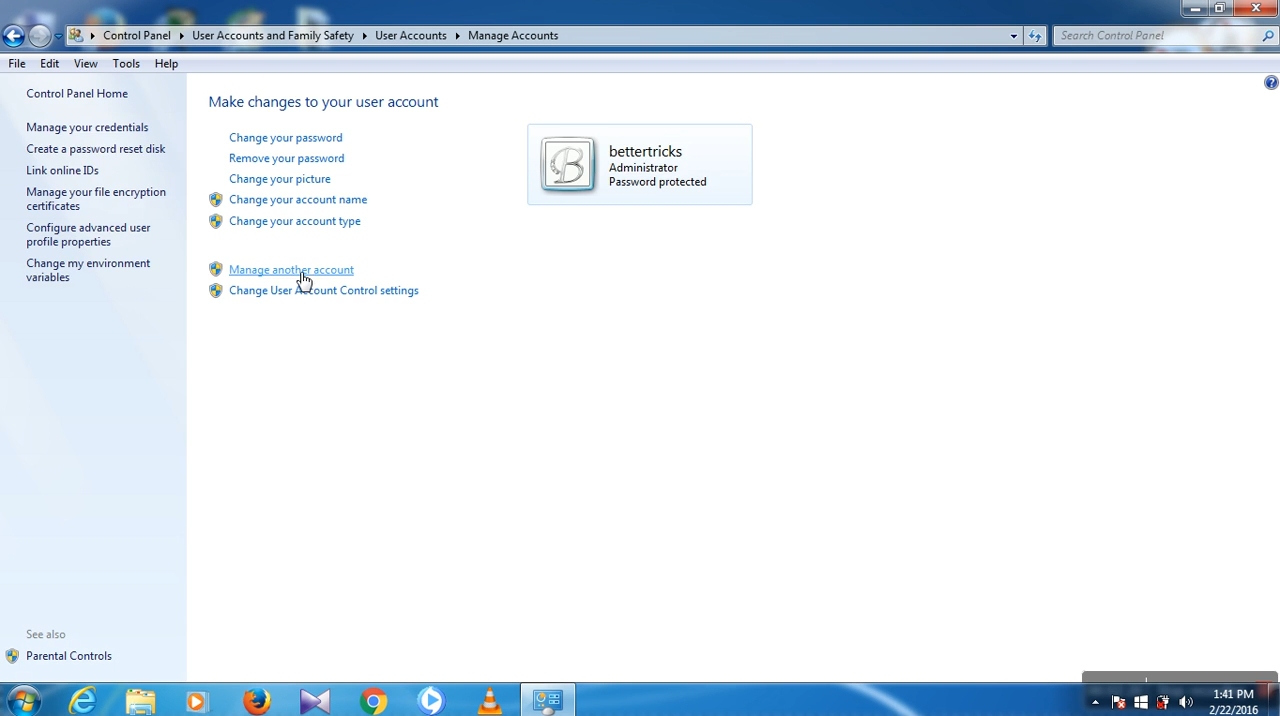 Control Panel User Accounts and Family Safety User Accounts Manage Accounts
Search Control Panel
File Edit View Tools Help
Control Panel Home
Manage your credentials
Create a password reset disk
Link online IDs
Manage your file encryption
certificates
Configure advanced user
profile properties
Change my environment
variables
See also
Parental Controls
Make changes to your user account
Change your password
Remove your password
Change your picture
Change your account name
Change your account type
Manage another account
Change User Account Control settings
B
bettertricks
Administrator
Password protected
1:41 PM
2/22/2016